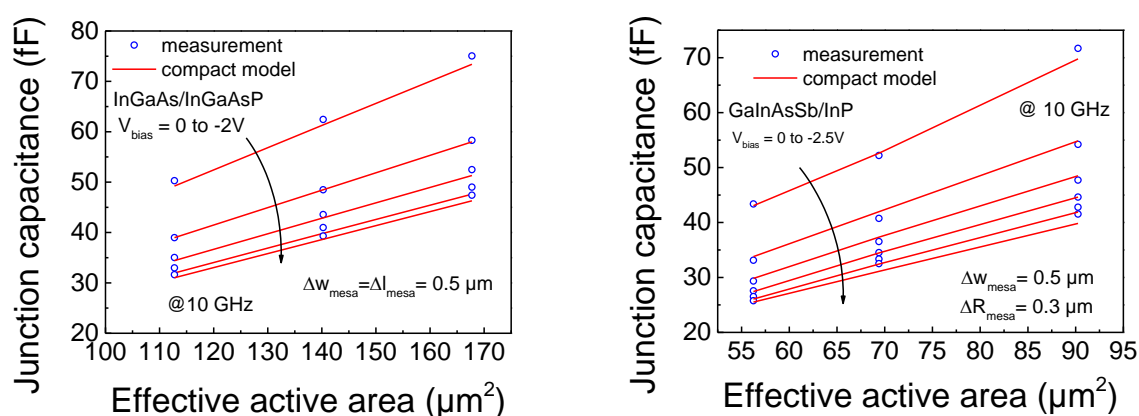 80
70
60
50
40
30
20
Junction capacitance (fF)
measurement
compact model
InGaAs/InGaAsP
V_bias = 0 to -2V
@10 GHz
Δw_mesa=Δl_mesa= 0.5 µm
100 110 120 130 140 150 160 170
Effective active area (µm²)
70
60
50
40
30
20
Junction capacitance (fF)
measurement
compact model
GaInAsSb/InP
V_bias = 0 to -2.5V
@ 10 GHz
Δw_mesa= 0.5 µm
ΔR_mesa= 0.3 µm
55 60 65 70 75 80 85 90 95
Effective active area (µm²)